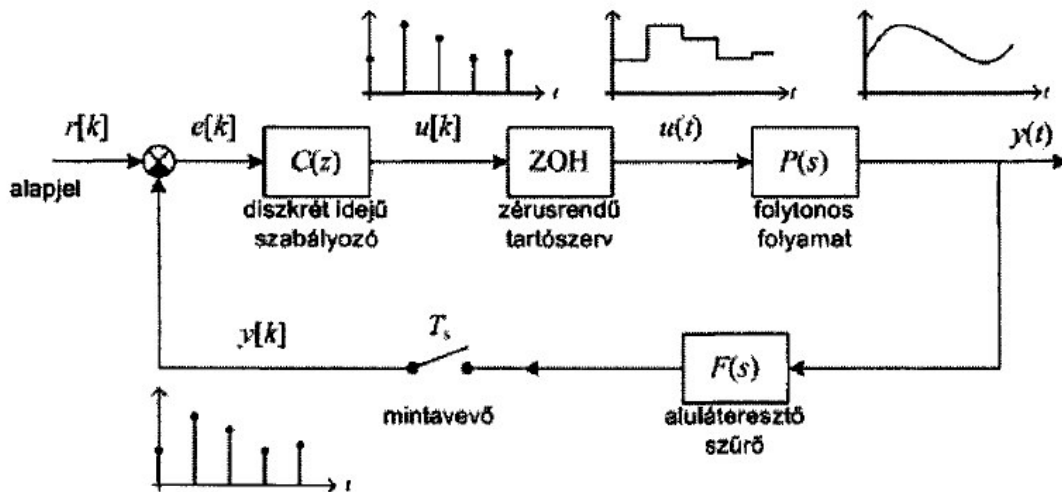 t
t
t
r[k]
e[k]
u[k]
u(t)
y(t)
C(z)
ZOH
P(s)
alapjel
diszkrét idejű
szabályozó
zérusrendű
tartószerv
folytonos
folyamat
y[k]
T_s
F(s)
mintavevő
aluláteresztő
szűrő
t